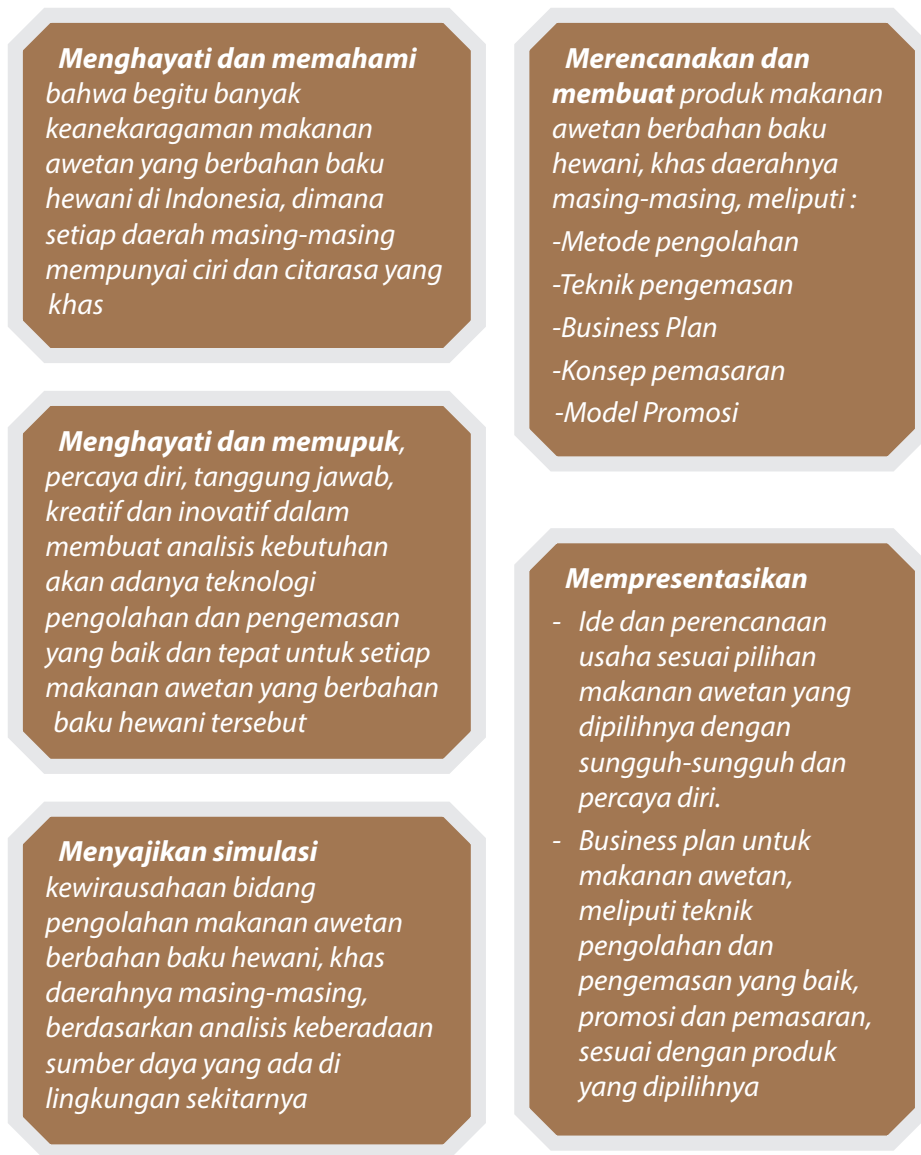 Menghayati dan memahami
bahwa begitu banyak
keanekaragaman makanan
awetan yang berbahan baku
hewani di Indonesia, dimana
setiap daerah masing-masing
mempunyai ciri dan citarasa yang
khas
Menghayati dan memupuk,
percaya diri, tanggung jawab,
kreatif dan inovatif dalam
membuat analisis kebutuhan
akan adanya teknologi
pengolahan dan pengemasan
yang baik dan tepat untuk setiap
makanan awetan yang berbahan
baku hewani tersebut
Menyajikan simulasi
kewirausahaan bidang
pengolahan makanan awetan
berbahan baku hewani, khas
daerahnya masing-masing,
berdasarkan analisis keberadaan
sumber daya yang ada di
lingkungan sekitarnya
Merencanakan dan
membuat produk makanan
awetan berbahan baku
hewani, khas daerahnya
masing-masing, meliputi :
-Metode pengolahan
-Teknik pengemasan
-Business Plan
-Konsep pemasaran
-Model Promosi
Mempresentasikan
- Ide dan perencanaan
usaha sesuai pilihan
makanan awetan yang
dipilihnya dengan
sungguh-sungguh dan
percaya diri.
- Business plan untuk
makanan awetan,
meliputi teknik
pengolahan dan
pengemasan yang baik,
promosi dan pemasaran,
sesuai dengan produk
yang dipilihnya